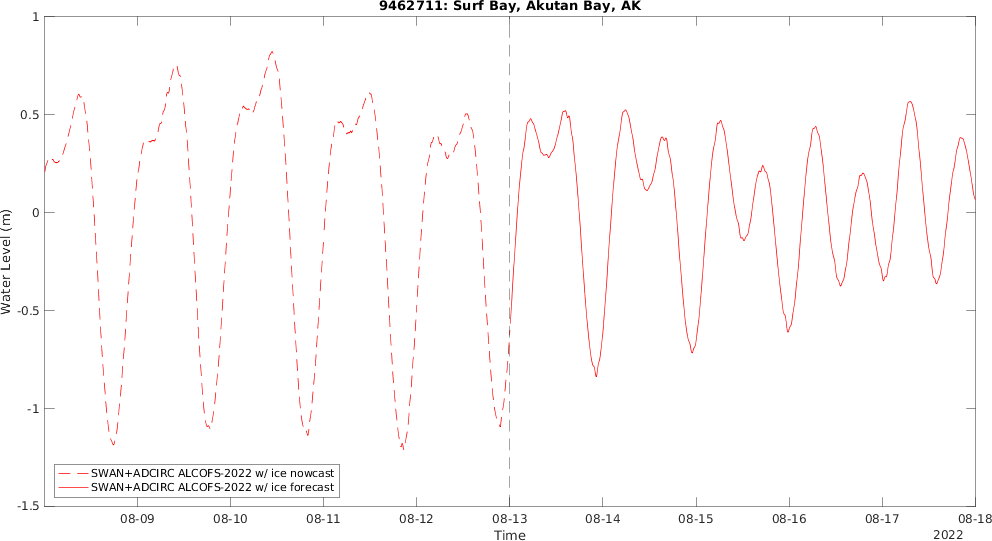 9462711: Surf Bay, Akutan Bay, AK
1
0.5
0
-0.5
-1
-1.5
Water Level (m)
SWAN+ADCIRC ALCOFS-2022 w/ ice nowcast
SWAN+ADCIRC ALCOFS-2022 w/ ice forecast
08-09 08-10 08-11 08-12 08-13 08-14 08-15 08-16 08-17 08-18
Time
2022